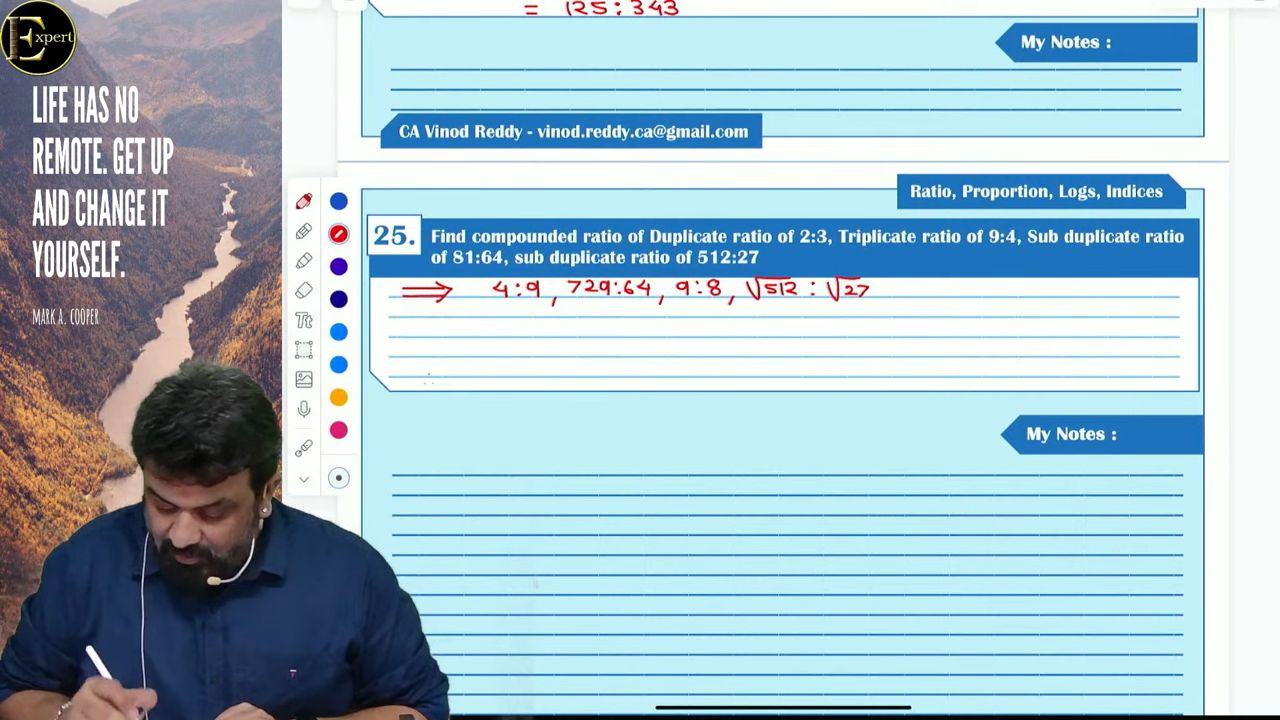 Expert
LIFE HAS NO
REMOTE. GET UP
AND CHANGE IT
YOURSELF.
MARK A. COOPER
= 125:343
My Notes :
CA Vinod Reddy - vinod.reddy.ca@gmail.com
Ratio, Proportion, Logs, Indices
25. Find compounded ratio of Duplicate ratio of 2:3, Triplicate ratio of 9:4, Sub duplicate ratio
of 81:64, sub duplicate ratio of 512:27
⟹ 4:9, 729:64, 9:8, √512 : √27
Tt
My Notes :